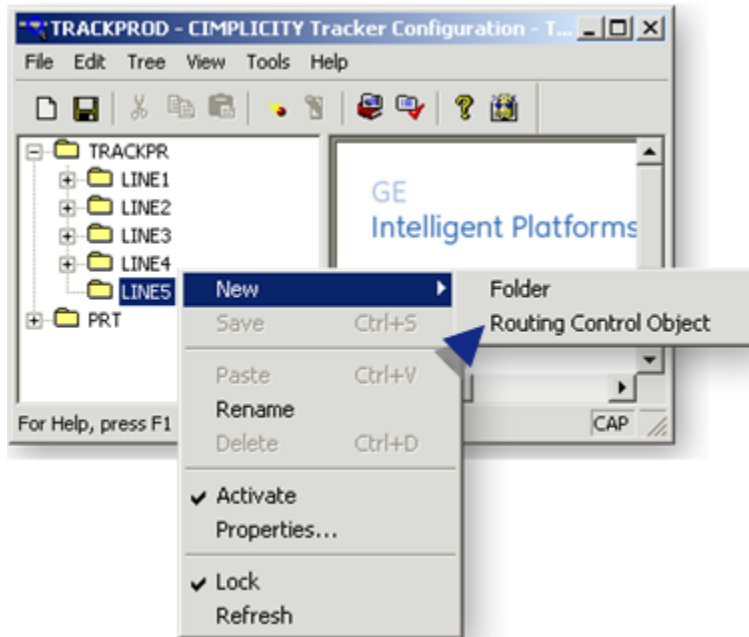 TRACKPROD - CIMPLICITY Tracker Configuration - T...
File Edit Tree View Tools Help
TRACKPR
LINE1
LINE2
LINE3
LINE4
LINE5
PRT
GE
Intelligent Platforms
New
Save Ctrl+S
Paste Ctrl+V
Rename
Delete Ctrl+D
Activate
Properties...
Lock
Refresh
Folder
Routing Control Object
For Help, press F1
CAP